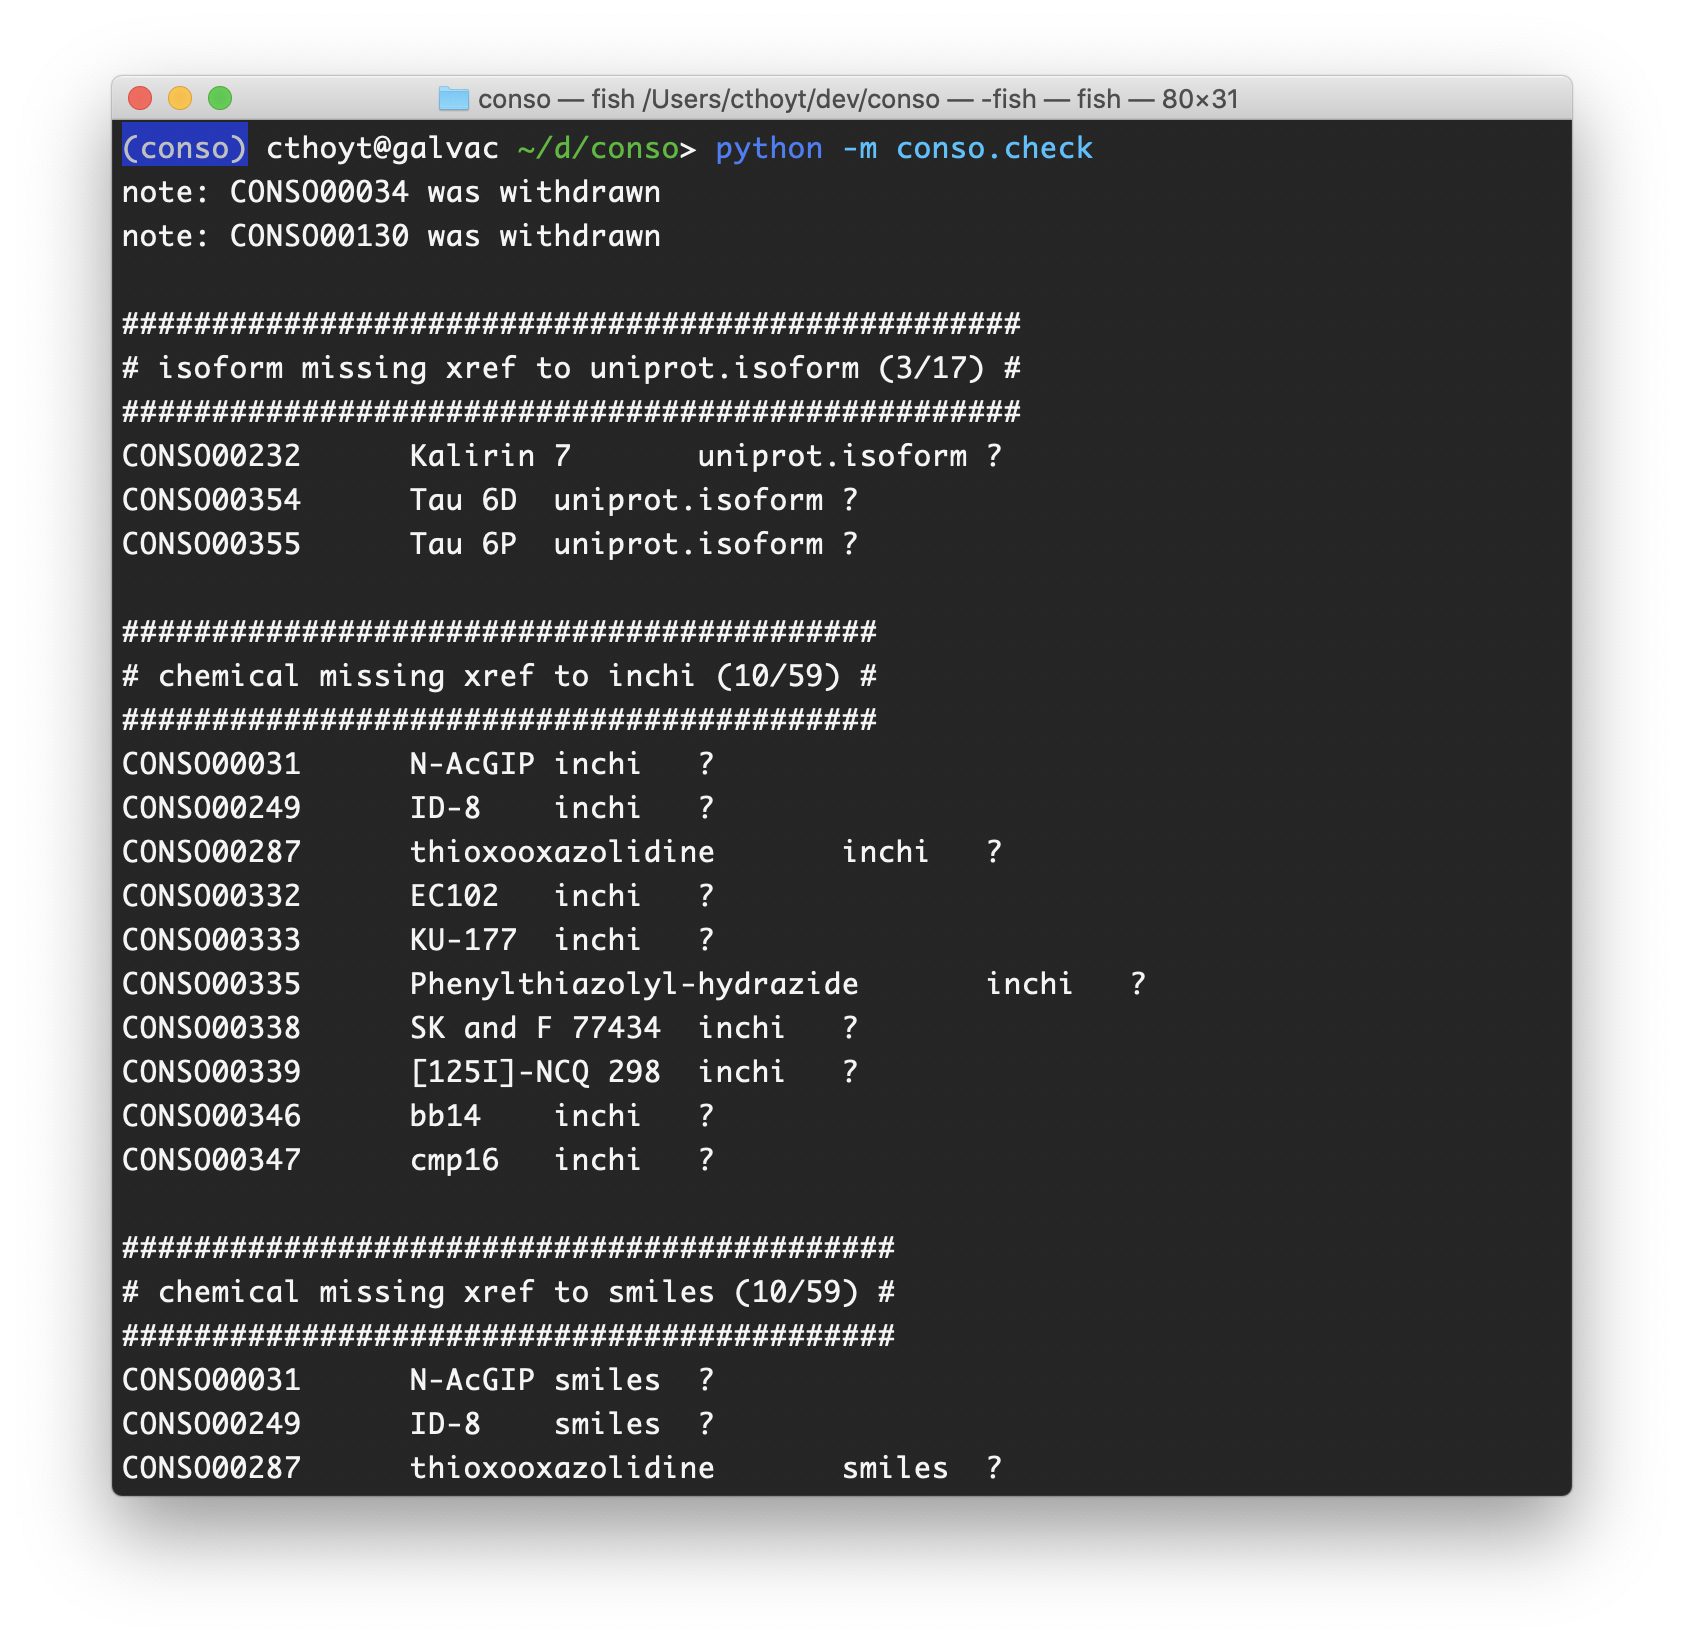 conso — fish /Users/cthoyt/dev/conso — -fish — fish — 80×31
(conso) cthoyt@galvac ~/d/conso> python -m conso.check
note: CONSO00034 was withdrawn
note: CONSO00130 was withdrawn
##################################################
# isoform missing xref to uniprot.isoform (3/17) #
##################################################
CONSO00232      Kalirin 7       uniprot.isoform ?
CONSO00354      Tau 6D  uniprot.isoform ?
CONSO00355      Tau 6P  uniprot.isoform ?
##########################################
# chemical missing xref to inchi (10/59) #
##########################################
CONSO00031      N-AcGIP inchi   ?
CONSO00249      ID-8    inchi   ?
CONSO00287      thioxooxazolidine       inchi   ?
CONSO00332      EC102   inchi   ?
CONSO00333      KU-177  inchi   ?
CONSO00335      Phenylthiazolyl-hydrazide       inchi   ?
CONSO00338      SK and F 77434  inchi   ?
CONSO00339      [125I]-NCQ 298  inchi   ?
CONSO00346      bb14    inchi   ?
CONSO00347      cmp16   inchi   ?
###########################################
# chemical missing xref to smiles (10/59) #
###########################################
CONSO00031      N-AcGIP smiles  ?
CONSO00249      ID-8    smiles  ?
CONSO00287      thioxooxazolidine       smiles  ?